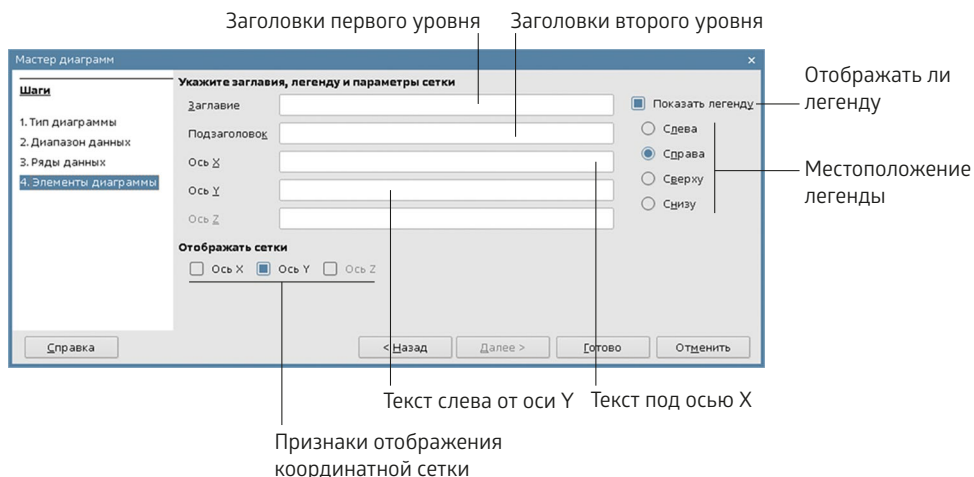 Заголовки первого уровня
Заголовки второго уровня
Мастер диаграмм
×
Шаги
1. Тип диаграммы
2. Диапазон данных
3. Ряды данных
4. Элементы диаграммы
Укажите заглавия, легенду и параметры сетки
Заглавие
Подзаголовок
Ось X
Ось Y
Ось Z
Показать легенду
Слева
Справа
Сверху
Снизу
Отображать ли
легенду
Местоположение
легенды
Отображать сетки
Ось X
Ось Y
Ось Z
Справка
< Назад
Далее >
Готово
Отменить
Текст слева от оси Y
Текст под осью X
Признаки отображения
координатной сетки